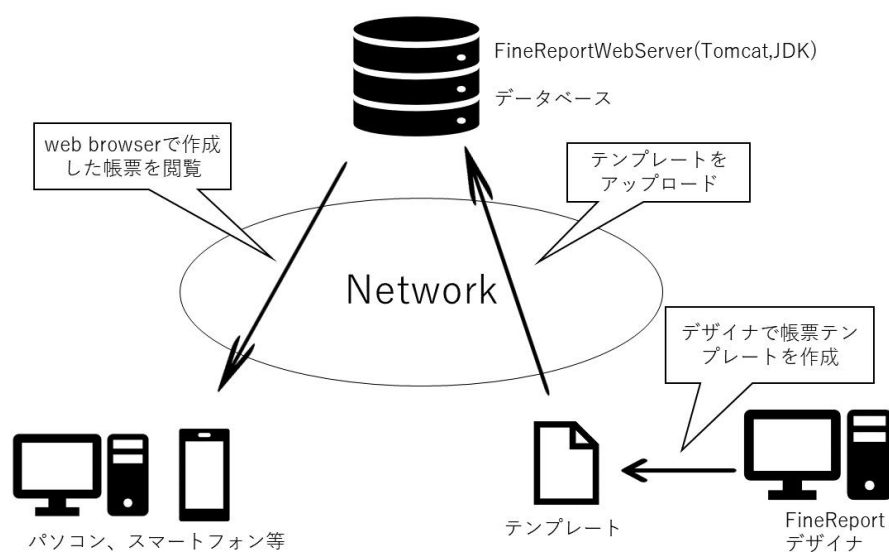 FineReportWebServer(Tomcat,JDK)
データベース
web browserで作成
した帳票を閲覧
テンプレートを
アップロード
Network
デザイナで帳票テン
プレートを作成
パソコン、スマートフォン等
テンプレート
FineReport
デザイナ